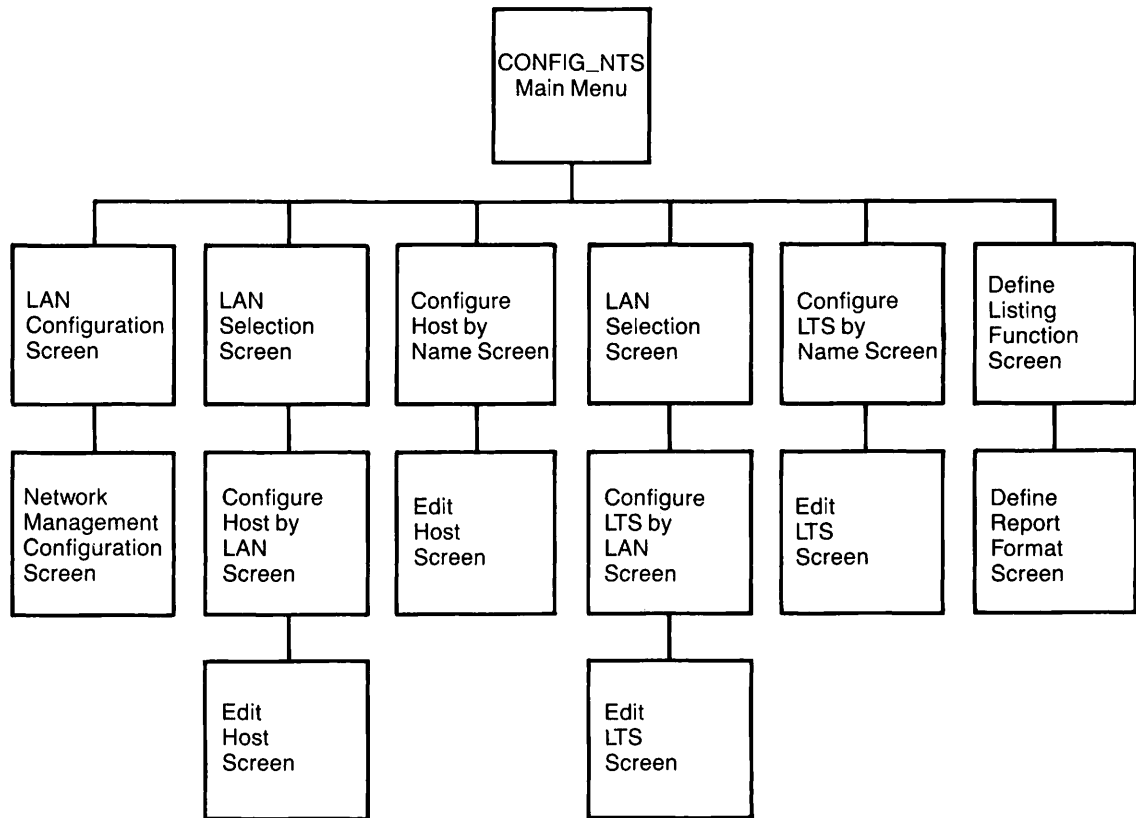 CONFIG_NTS
Main Menu
LAN
Configuration
Screen
LAN
Selection
Screen
Configure
Host by
Name Screen
LAN
Selection
Screen
Configure
LTS by
Name Screen
Define
Listing
Function
Screen
Network
Management
Configuration
Screen
Configure
Host by
LAN
Screen
Edit
Host
Screen
Configure
LTS by
LAN
Screen
Edit
LTS
Screen
Define
Report
Format
Screen
Edit
Host
Screen
Edit
LTS
Screen